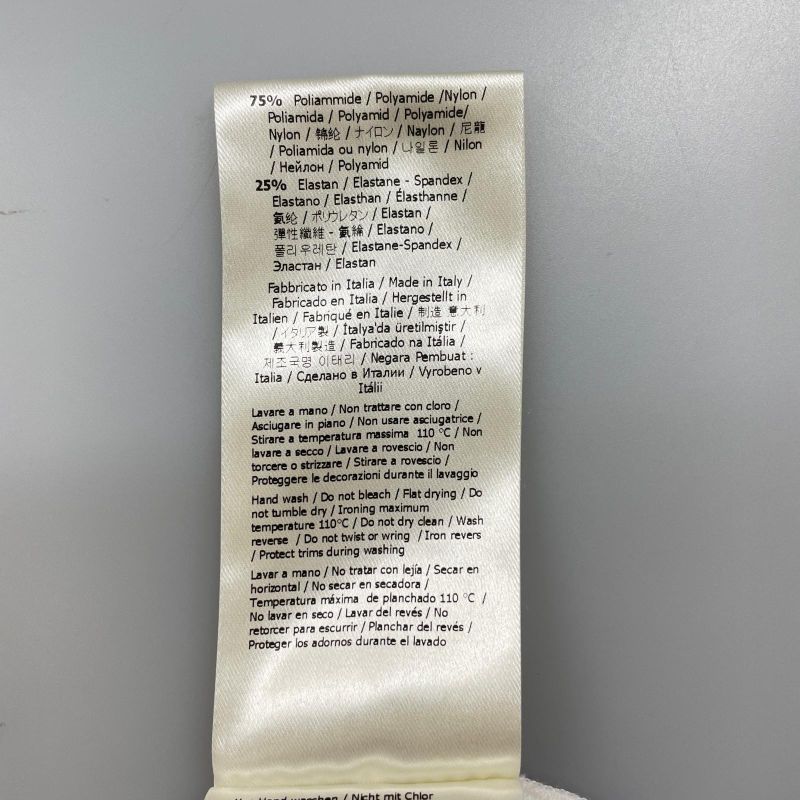 75% Poliammide / Polyamide /Nylon /
Poliamida / Polyamid / Polyamide/
Nylon / 锦纶 / ナイロン / Naylon / 尼龍
/ Poliamida ou nylon / 나일론 / Nilon
/ Нейлон / Polyamid
25% Elastan / Elastane - Spandex /
Elastano / Elasthan / Élasthanne /
氨纶 / ポリウレタン / Elastan /
彈性纖維 - 氨綸 / Elastano /
폴리우레탄 / Elastane-Spandex /
Эластан / Elastan
Fabbricato in Italia / Made in Italy /
Fabricado en Italia / Hergestellt in
Italien / Fabriqué en Italie / 制造 意大利
/ イタリア製 / İtalya'da üretilmiştir /
義大利製造 / Fabricado na Itália /
제조국명 이태리 / Negara Pembuat :
Italia / Сделано в Италии / Vyrobeno v
Itálii
Lavare a mano / Non trattare con cloro /
Asciugare in piano / Non usare asciugatrice /
Stirare a temperatura massima 110 °C / Non
lavare a secco / Lavare a rovescio / Non
torcere o strizzare / Stirare a rovescio /
Proteggere le decorazioni durante il lavaggio
Hand wash / Do not bleach / Flat drying / Do
not tumble dry / Ironing maximum
temperature 110°C / Do not dry clean / Wash
reverse / Do not twist or wring / Iron revers
/ Protect trims during washing
Lavar a mano / No tratar con lejía / Secar en
horizontal / No secar en secadora /
Temperatura máxima de planchado 110 °C /
No lavar en seco / Lavar del revés / No
retorcer para escurrir / Planchar del revés /
Proteger los adornos durante el lavado
waschen / Nicht mit Chlor